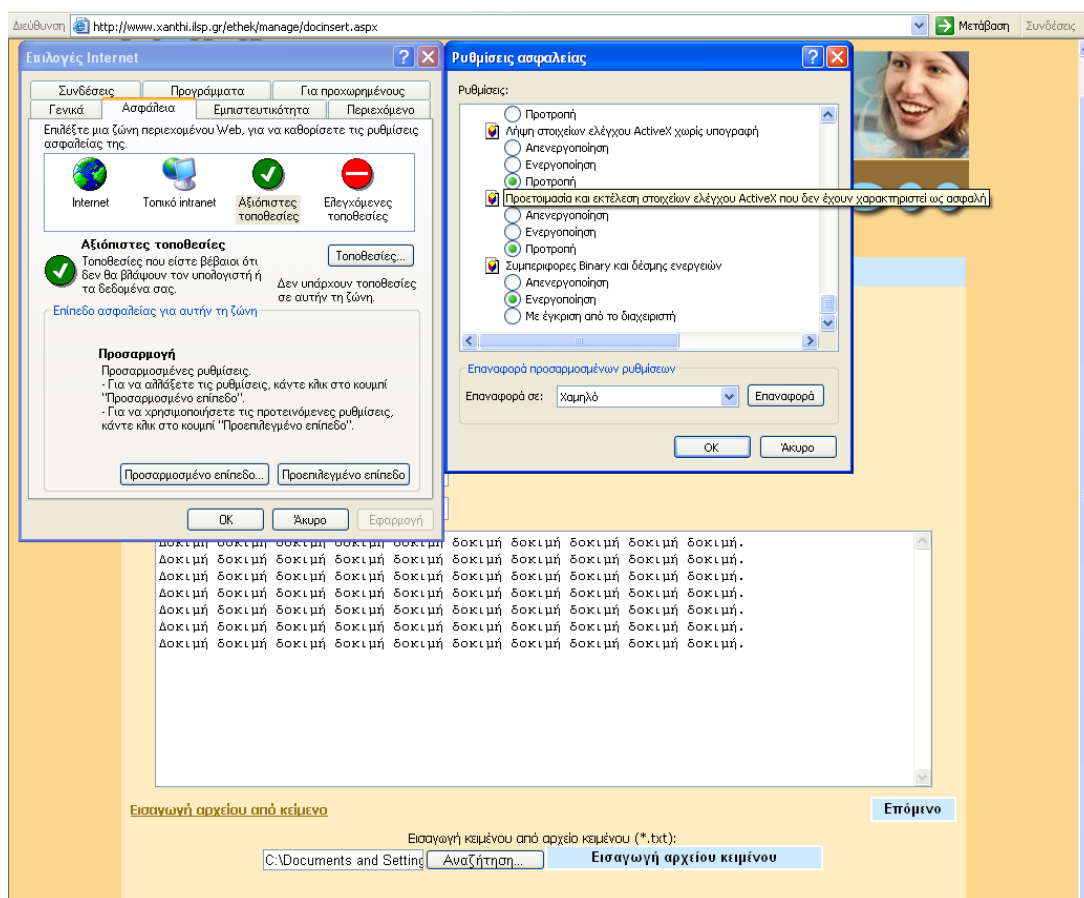 Διεύθυνση http://www.xanthi.ilsp.gr/ethek/manage/docinsert.aspx Μετάβαση Συνδέσεις
Επιλογές Internet
Συνδέσεις Προγράμματα Για προχωρημένους
Γενικά Ασφάλεια Εμπιστευτικότητα Περιεχόμενο
Επιλέξτε μια ζώνη περιεχομένου Web, για να καθορίσετε τις ρυθμίσεις
ασφαλείας της.
Internet Τοπικό intranet Αξιόπιστες τοποθεσίες Ελεγχόμενες τοποθεσίες
Αξιόπιστες τοποθεσίες
Τοποθεσίες που είστε βέβαιοι ότι
δεν θα βλάψουν τον υπολογιστή ή
τα δεδομένα σας.
Τοποθεσίες...
Δεν υπάρχουν τοποθεσίες
σε αυτήν τη ζώνη.
Επίπεδο ασφαλείας για αυτήν τη ζώνη
Προσαρμογή
Προσαρμοσμένες ρυθμίσεις.
- Για να αλλάξετε τις ρυθμίσεις, κάντε κλικ στο κουμπί
"Προσαρμοσμένο επίπεδο".
- Για να χρησιμοποιήσετε τις προτεινόμενες ρυθμίσεις,
κάντε κλικ στο κουμπί "Προεπιλεγμένο επίπεδο".
Προσαρμοσμένο επίπεδο... Προεπιλεγμένο επίπεδο
OK Άκυρο Εφαρμογή
Ρυθμίσεις ασφαλείας
Ρυθμίσεις:
Προτροπή
Λήψη στοιχείων ελέγχου ActiveX χωρίς υπογραφή
Απενεργοποίηση
Ενεργοποίηση
Προτροπή
Προετοιμασία και εκτέλεση στοιχείων ελέγχου ActiveX που δεν έχουν χαρακτηριστεί ως ασφαλή
Απενεργοποίηση
Ενεργοποίηση
Προτροπή
Συμπεριφορες Binary και δέσμης ενεργειών
Απενεργοποίηση
Ενεργοποίηση
Με έγκριση από το διαχειριστή
Επαναφορά προσαρμοσμένων ρυθμίσεων
Επαναφορά σε: Χαμηλό Επαναφορά
OK Άκυρο
Δοκιμή δοκιμή δοκιμή δοκιμή δοκιμή δοκιμή δοκιμή δοκιμή δοκιμή δοκιμή.
Δοκιμή δοκιμή δοκιμή δοκιμή δοκιμή δοκιμή δοκιμή δοκιμή δοκιμή δοκιμή.
Δοκιμή δοκιμή δοκιμή δοκιμή δοκιμή δοκιμή δοκιμή δοκιμή δοκιμή δοκιμή.
Δοκιμή δοκιμή δοκιμή δοκιμή δοκιμή δοκιμή δοκιμή δοκιμή δοκιμή δοκιμή.
Δοκιμή δοκιμή δοκιμή δοκιμή δοκιμή δοκιμή δοκιμή δοκιμή δοκιμή δοκιμή.
Δοκιμή δοκιμή δοκιμή δοκιμή δοκιμή δοκιμή δοκιμή δοκιμή δοκιμή δοκιμή.
Δοκιμή δοκιμή δοκιμή δοκιμή δοκιμή δοκιμή δοκιμή δοκιμή δοκιμή δοκιμή.
Εισαγωγή αρχείου από κείμενο Επόμενο
Εισαγωγή κειμένου από αρχείο κειμένου (*.txt):
C:\Documents and Setting Αναζήτηση... Εισαγωγή αρχείου κειμένου